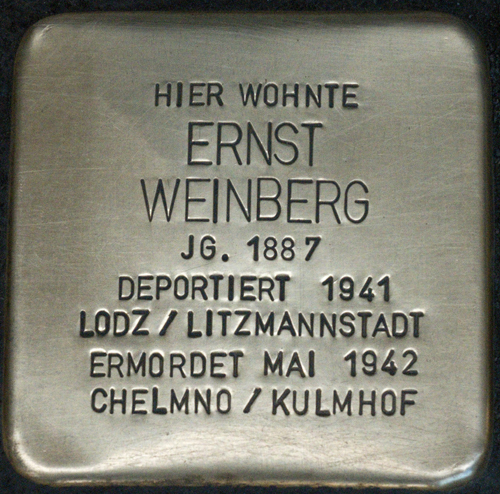 HIER WOHNTE
ERNST
WEINBERG
JG. 1887
DEPORTIERT 1941
LODZ / LITZMANNSTADT
ERMORDET MAI 1942
CHELMNO / KULMHOF